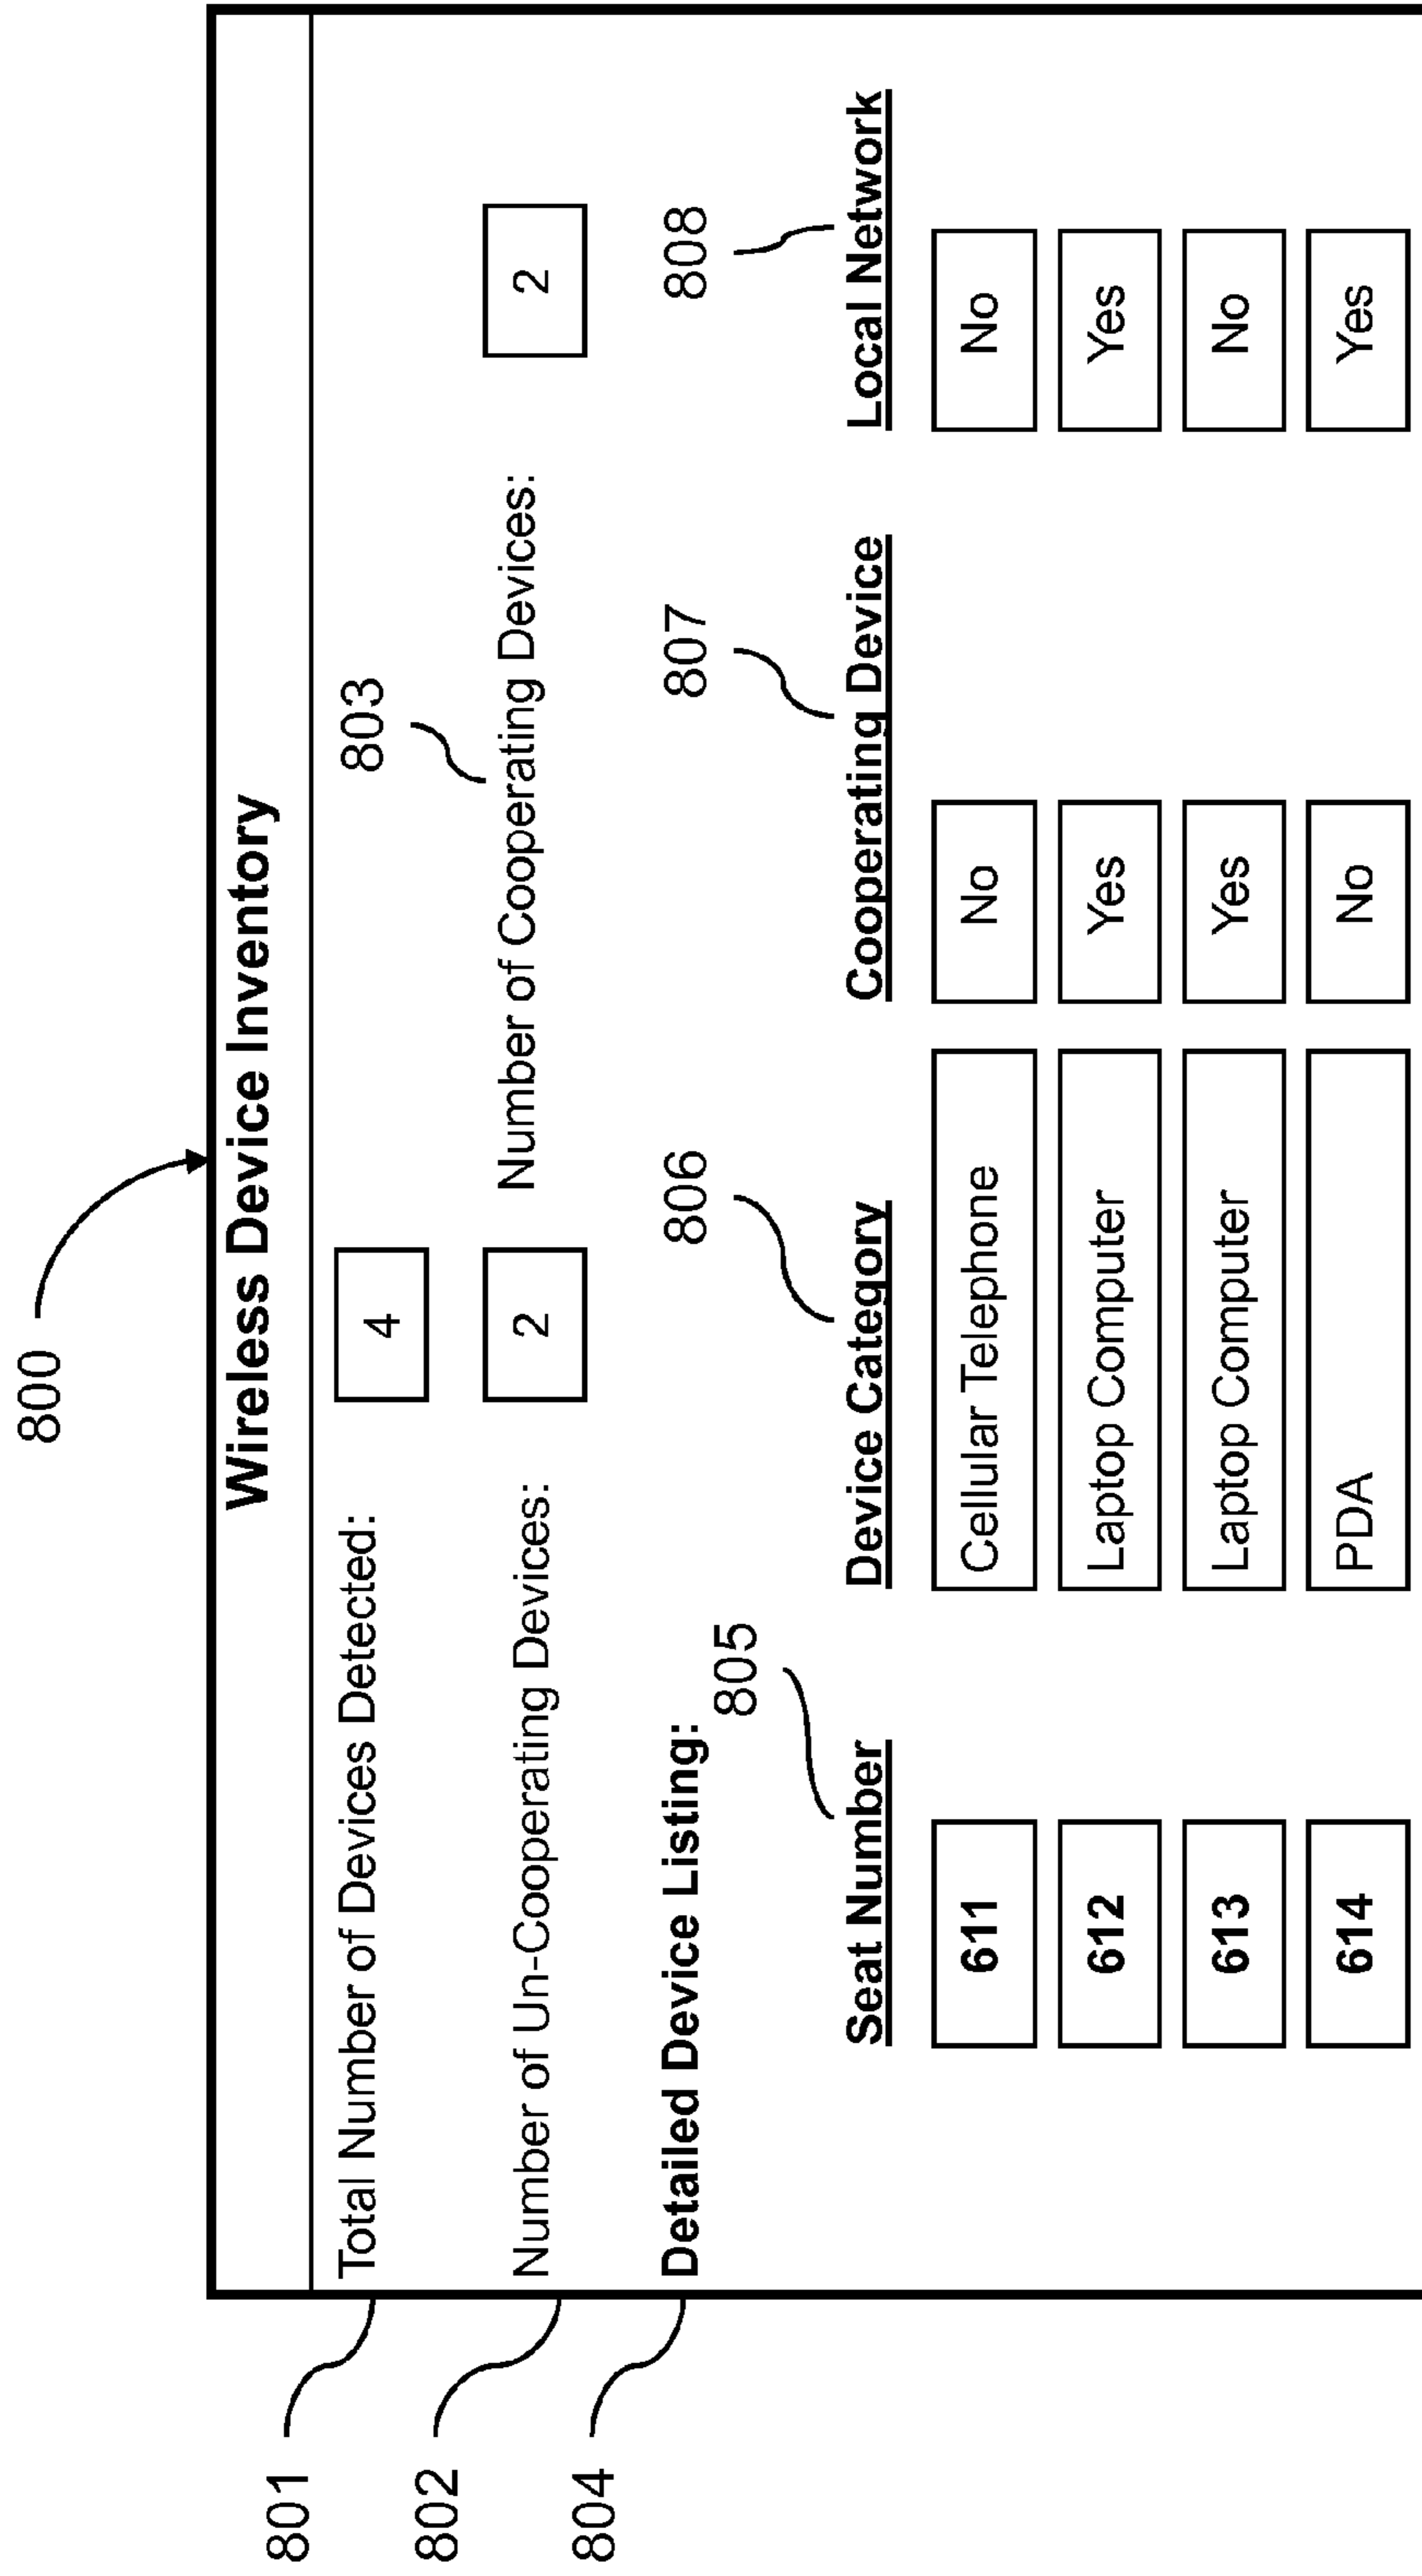 800
Wireless Device Inventory
801
Total Number of Devices Detected: 4
803
802
Number of Un-Cooperating Devices: 2 Number of Cooperating Devices: 2
804
Detailed Device Listing:
805 806 807 808
Seat Number Device Category Cooperating Device Local Network
611 Cellular Telephone No No
612 Laptop Computer Yes Yes
613 Laptop Computer Yes No
614 PDA No Yes